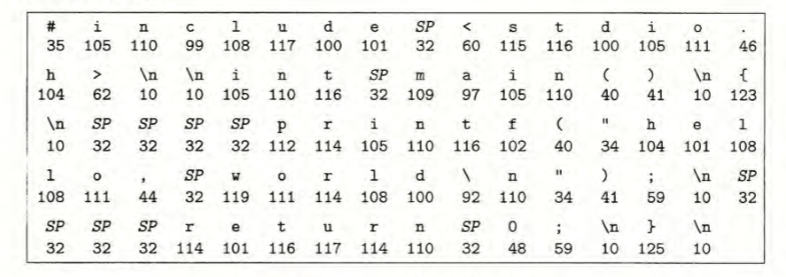 # i n c l u d e SP < s t d i o .
35 105 110 99 108 117 100 101 32 60 115 116 100 105 111 46
h > \n \n i n t SP m a i n ( ) \n {
104 62 10 10 105 110 116 32 109 97 105 110 40 41 10 123
\n SP SP SP SP p r i n t f ( " h e l
10 32 32 32 32 112 114 105 110 116 102 40 34 104 101 108
l o , SP w o r l d \ n " ) ; \n SP
108 111 44 32 119 111 114 108 100 92 110 34 41 59 10 32
SP SP SP r e t u r n SP 0 ; \n } \n
32 32 32 114 101 116 117 114 110 32 48 59 10 125 10